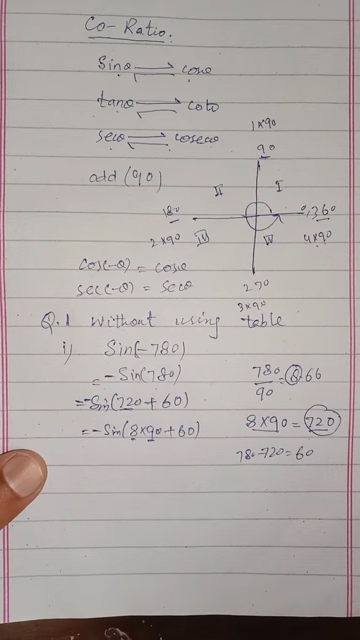 Co-Ratio.
Sinθ ⇌ cosθ
tanθ ⇌ cotθ
secθ ⇌ cosecθ
1×90
90
add (90)
II
I
180
0, 360
2×90
III
IV
4×90
cos(-θ) = cosθ
sec(-θ) = secθ
270
3×90
Q.1 Without using table
i) Sin(-780)
= -Sin(780)
780/90 = 8.66
= -Sin(720 + 60)
= -Sin(8×90 + 60)
8×90 = 720
780-720 = 60